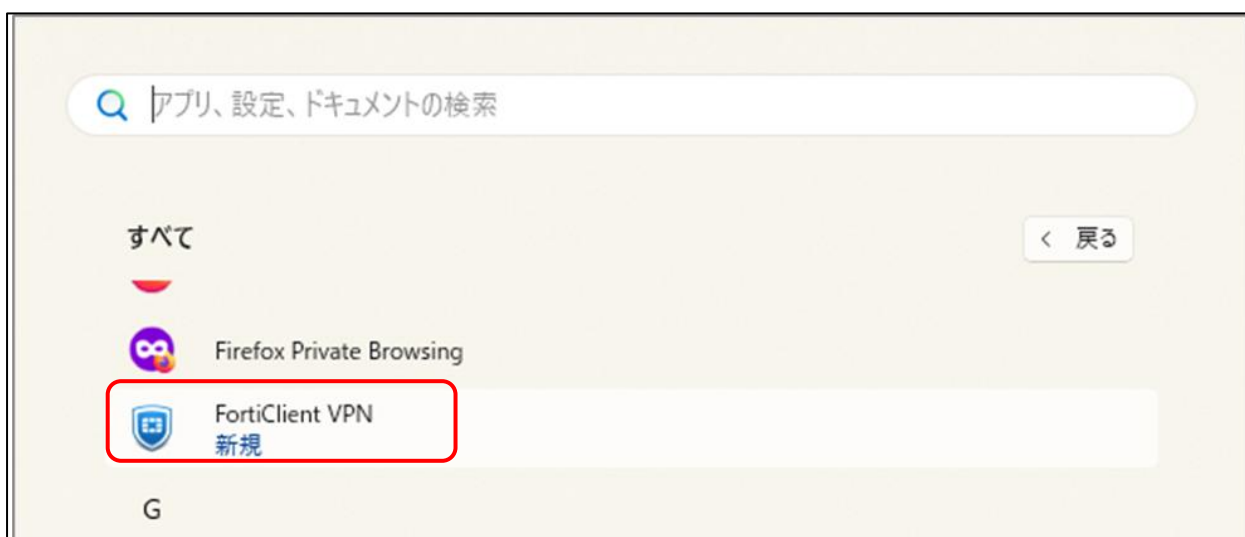 アプリ、設定、ドキュメントの検索
すべて
< 戻る
Firefox Private Browsing
FortiClient VPN
新規
G